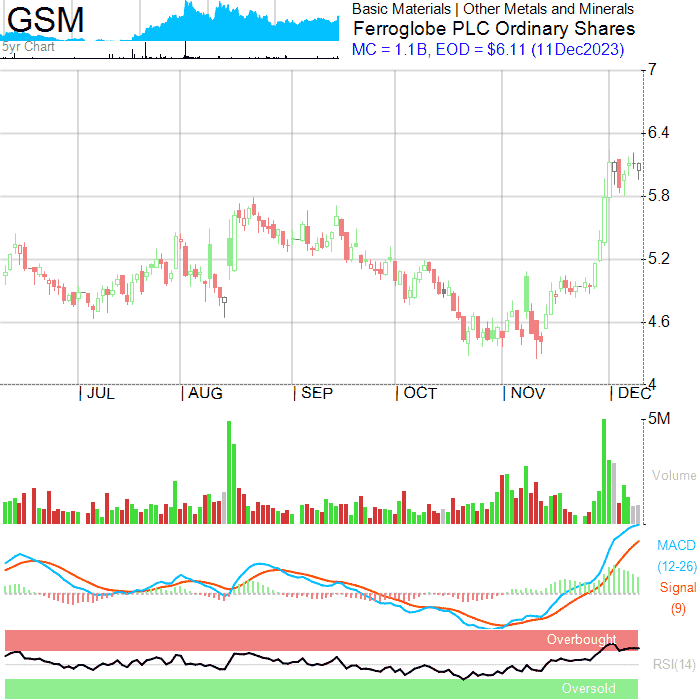 GSM
5yr Chart
Basic Materials | Other Metals and Minerals
Ferroglobe PLC Ordinary Shares
MC = 1.1B, EOD = $6.11 (11Dec2023)
7
6.4
5.8
5.2
4.6
4
| JUL | AUG | SEP | OCT | NOV | DEC
5M
Volume
MACD
(12-26)
Signal
(9)
Overbought
RSI(14)
Oversold